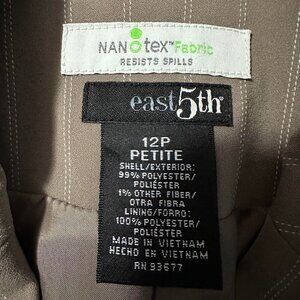 NANOtex™ Fabric
RESISTS SPILLS
east5th
12P
PETITE
SHELL/EXTERIOR:
99% POLYESTER/
POLIÉSTER
1% OTHER FIBER/
OTRA FIBRA
LINING/FORRO:
100% POLYESTER/
POLIÉSTER
MADE IN VIETNAM
HECHO EN VIETNAM
RN 93677